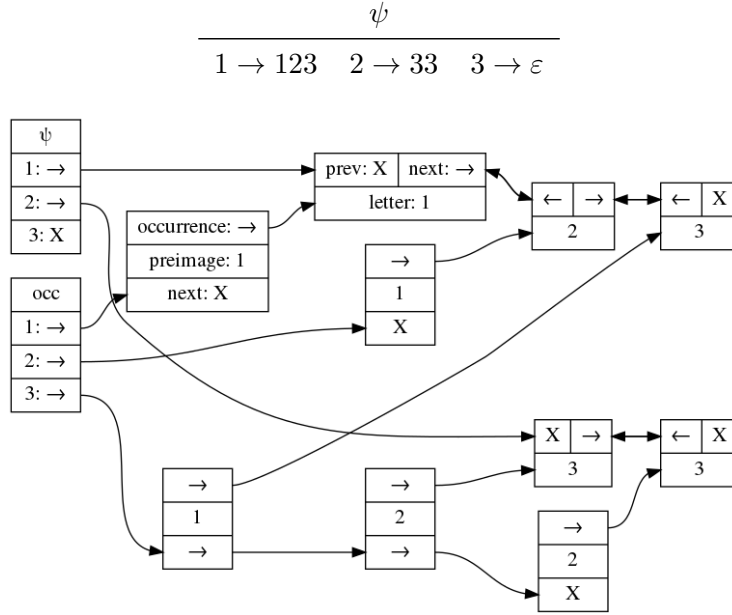 ψ
1 → 123 2 → 33 3 → ε
ψ
1: →
2: →
3: X
prev: X next: →
letter: 1
← →
2
← X
3
occurrence: →
preimage: 1
next: X
→
1
X
occ
1: →
2: →
3: →
X →
3
← X
3
→
1
→
→
2
→
→
2
X